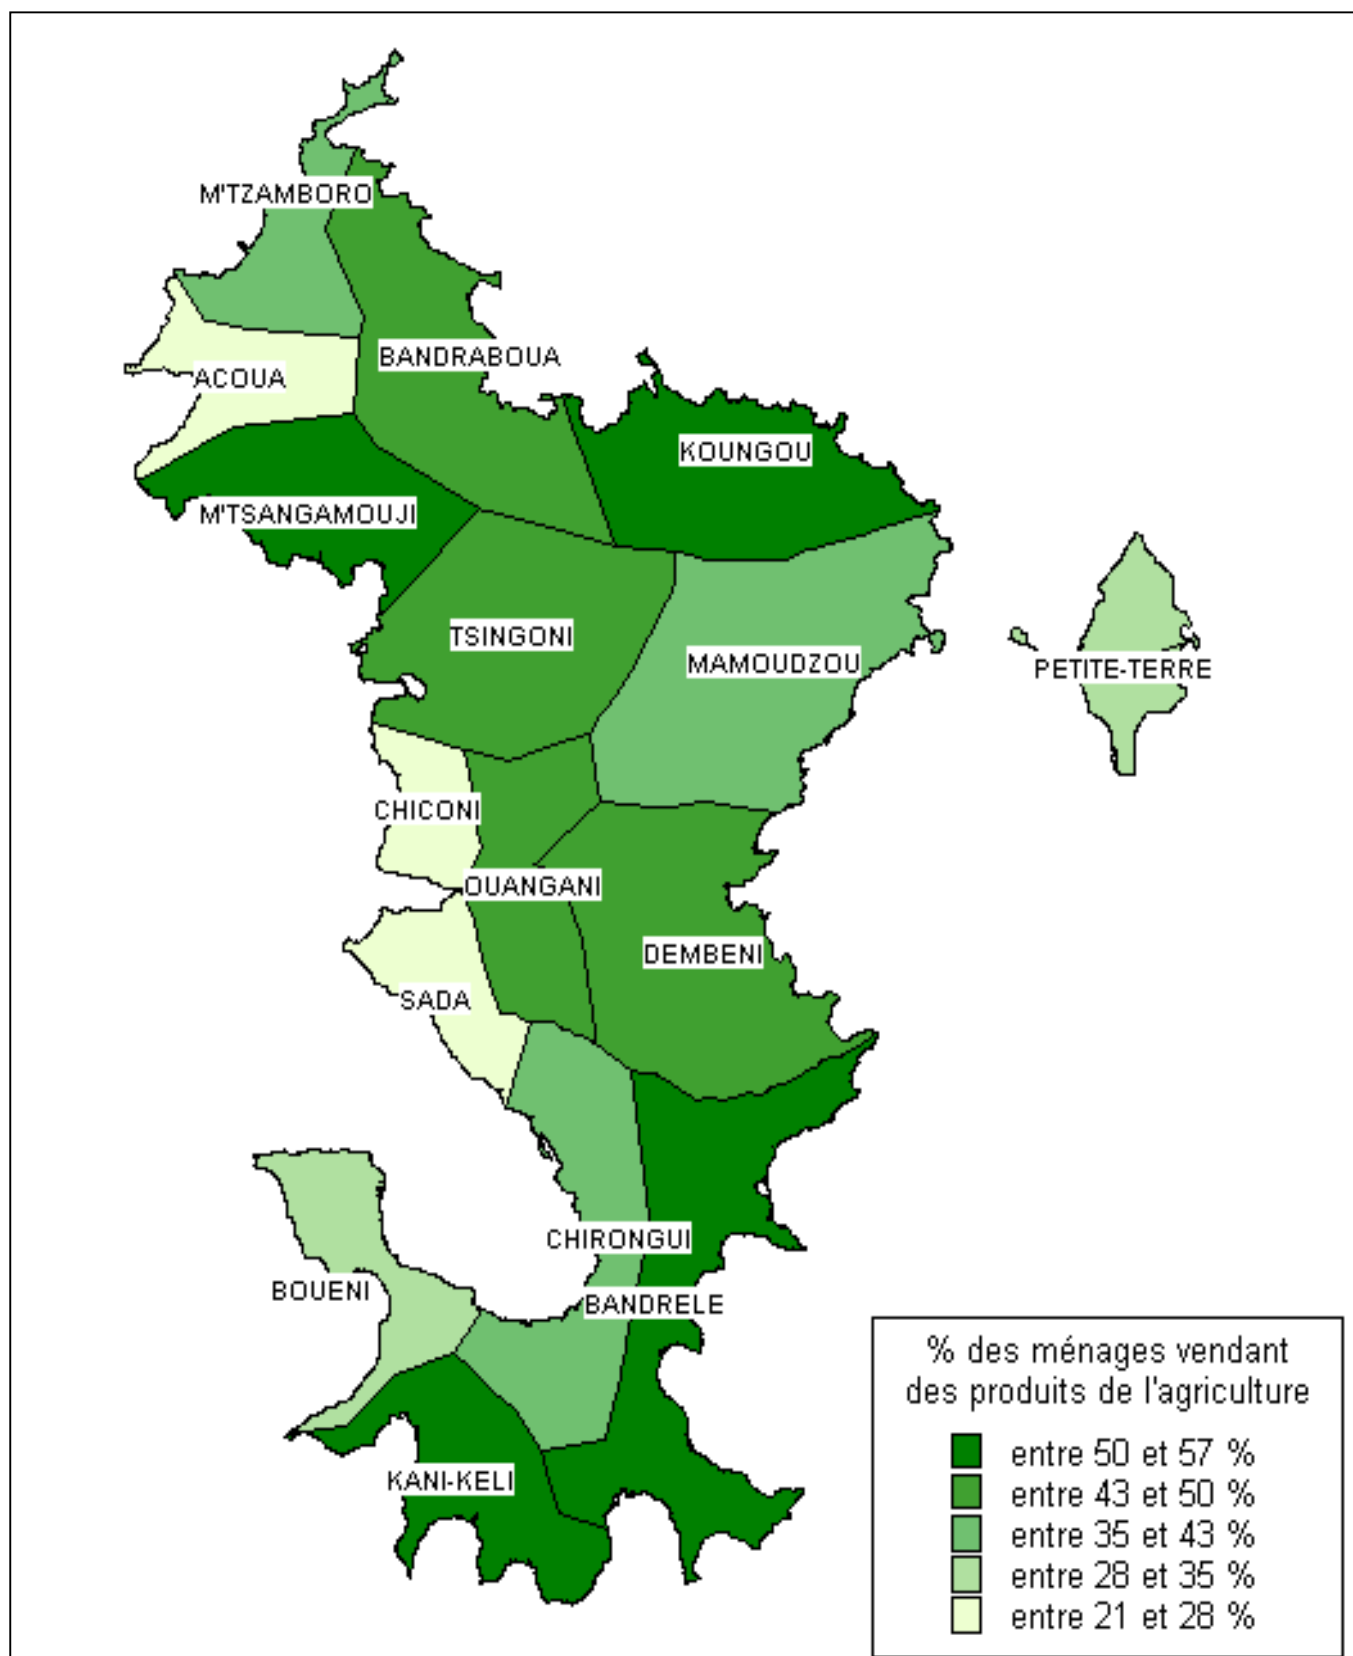 M'TZAMBORO
BANDRABOUA
ACOUA
KOUNGOU
M'TSANGAMOUJI
TSINGONI
MAMOUDZOU
PETITE-TERRE
CHICONI
OUANGANI
DEMBENI
SADA
CHIRONGUI
BOUENI
BANDRELE
KANI-KELI
% des ménages vendant
des produits de l'agriculture
entre 50 et 57 %
entre 43 et 50 %
entre 35 et 43 %
entre 28 et 35 %
entre 21 et 28 %